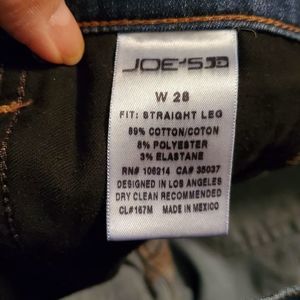 JOE'S
W 28
FIT: STRAIGHT LEG
89% COTTON/COTON
8% POLYESTER
3% ELASTANE
RN# 106214 CA# 35037
DESIGNED IN LOS ANGELES
DRY CLEAN RECOMMENDED
CL#167M MADE IN MEXICO